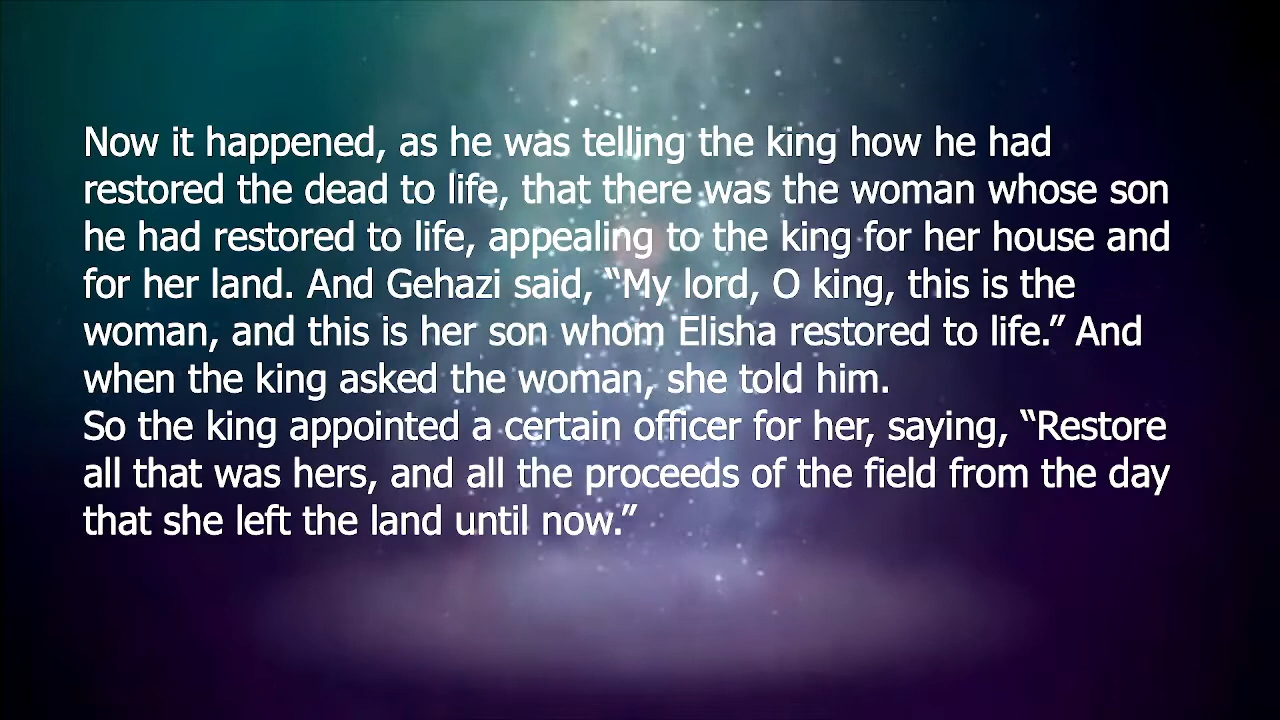 Now it happened, as he was telling the king how he had
restored the dead to life, that there was the woman whose son
he had restored to life, appealing to the king for her house and
for her land. And Gehazi said, “My lord, O king, this is the
woman, and this is her son whom Elisha restored to life.” And
when the king asked the woman, she told him.
So the king appointed a certain officer for her, saying, “Restore
all that was hers, and all the proceeds of the field from the day
that she left the land until now.”